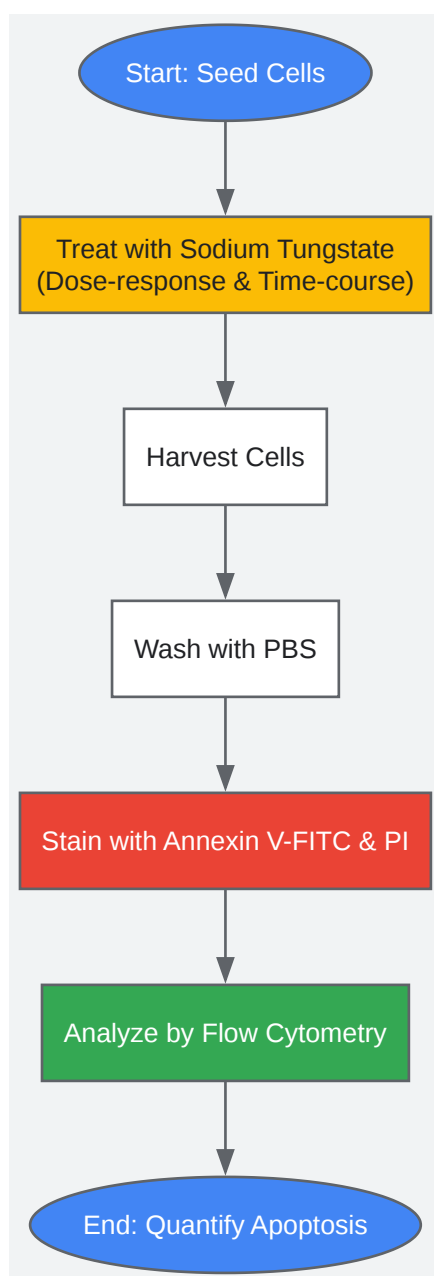 Start: Seed Cells
Treat with Sodium Tungstate
(Dose-response & Time-course)
Harvest Cells
Wash with PBS
Stain with Annexin V-FITC & PI
Analyze by Flow Cytometry
End: Quantify Apoptosis